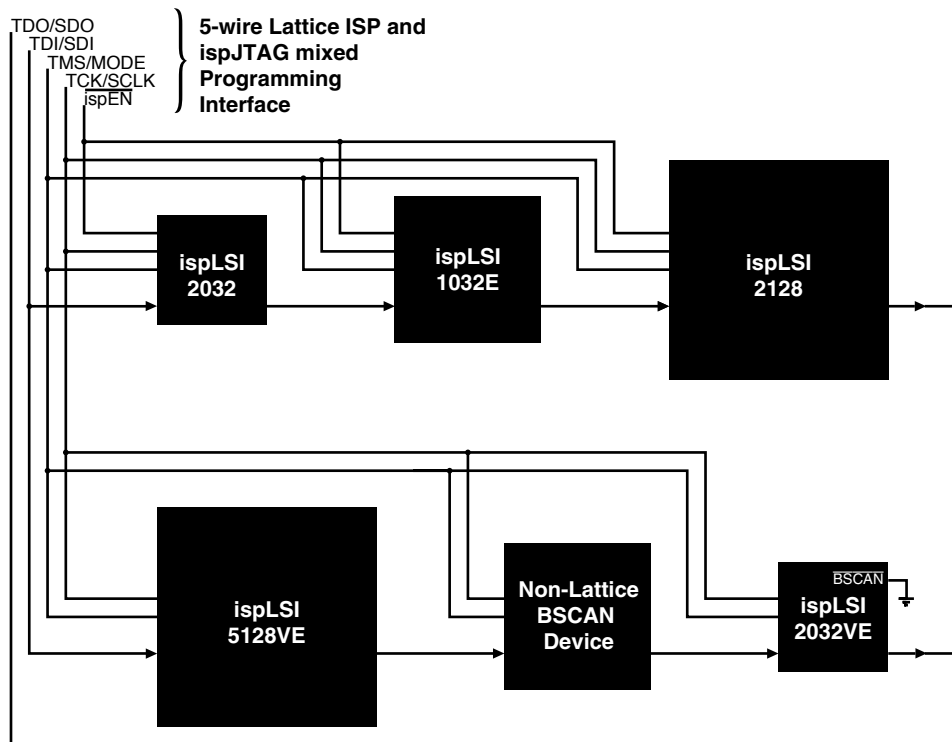 TDO/SDO
TDI/SDI
TMS/MODE
TCK/SCLK
ispEN
5-wire Lattice ISP and
ispJTAG mixed
Programming
Interface
ispLSI
2032
ispLSI
1032E
ispLSI
2128
ispLSI
5128VE
Non-Lattice
BSCAN
Device
BSCAN
ispLSI
2032VE